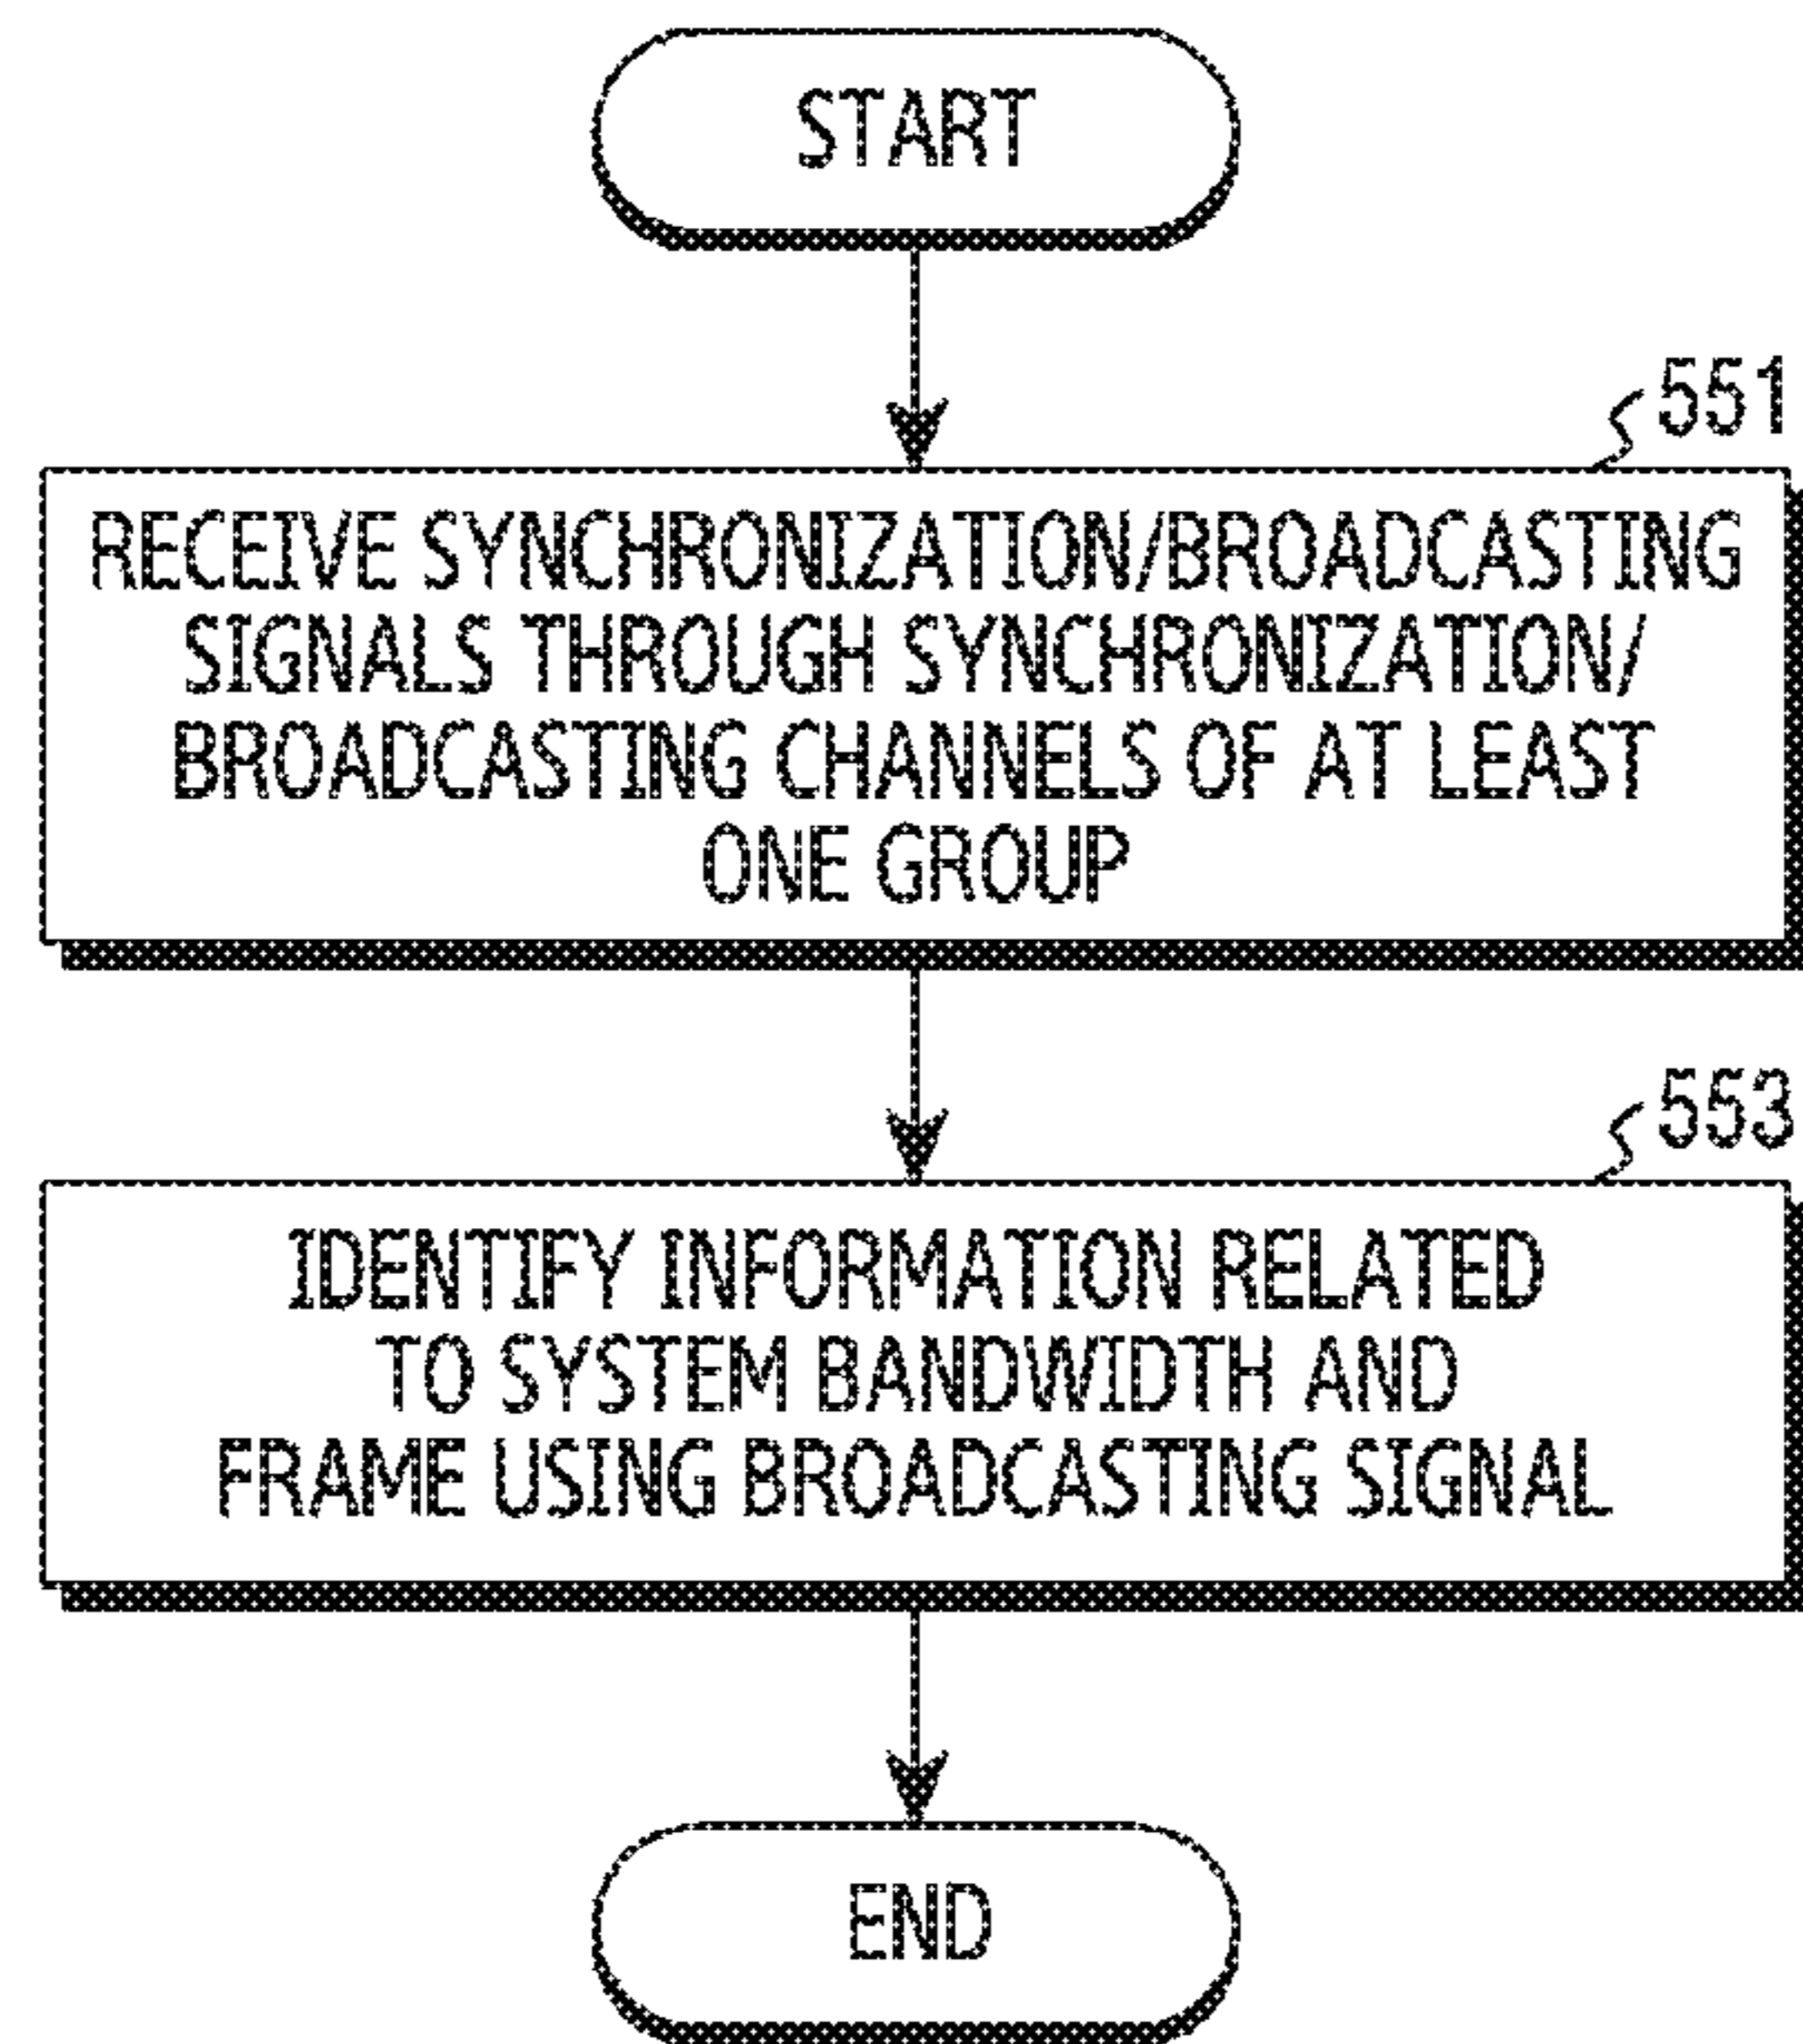 START
551
RECEIVE SYNCHRONIZATION/BROADCASTING
SIGNALS THROUGH SYNCHRONIZATION/
BROADCASTING CHANNELS OF AT LEAST
ONE GROUP
553
IDENTIFY INFORMATION RELATED
TO SYSTEM BANDWIDTH AND
FRAME USING BROADCASTING SIGNAL
END